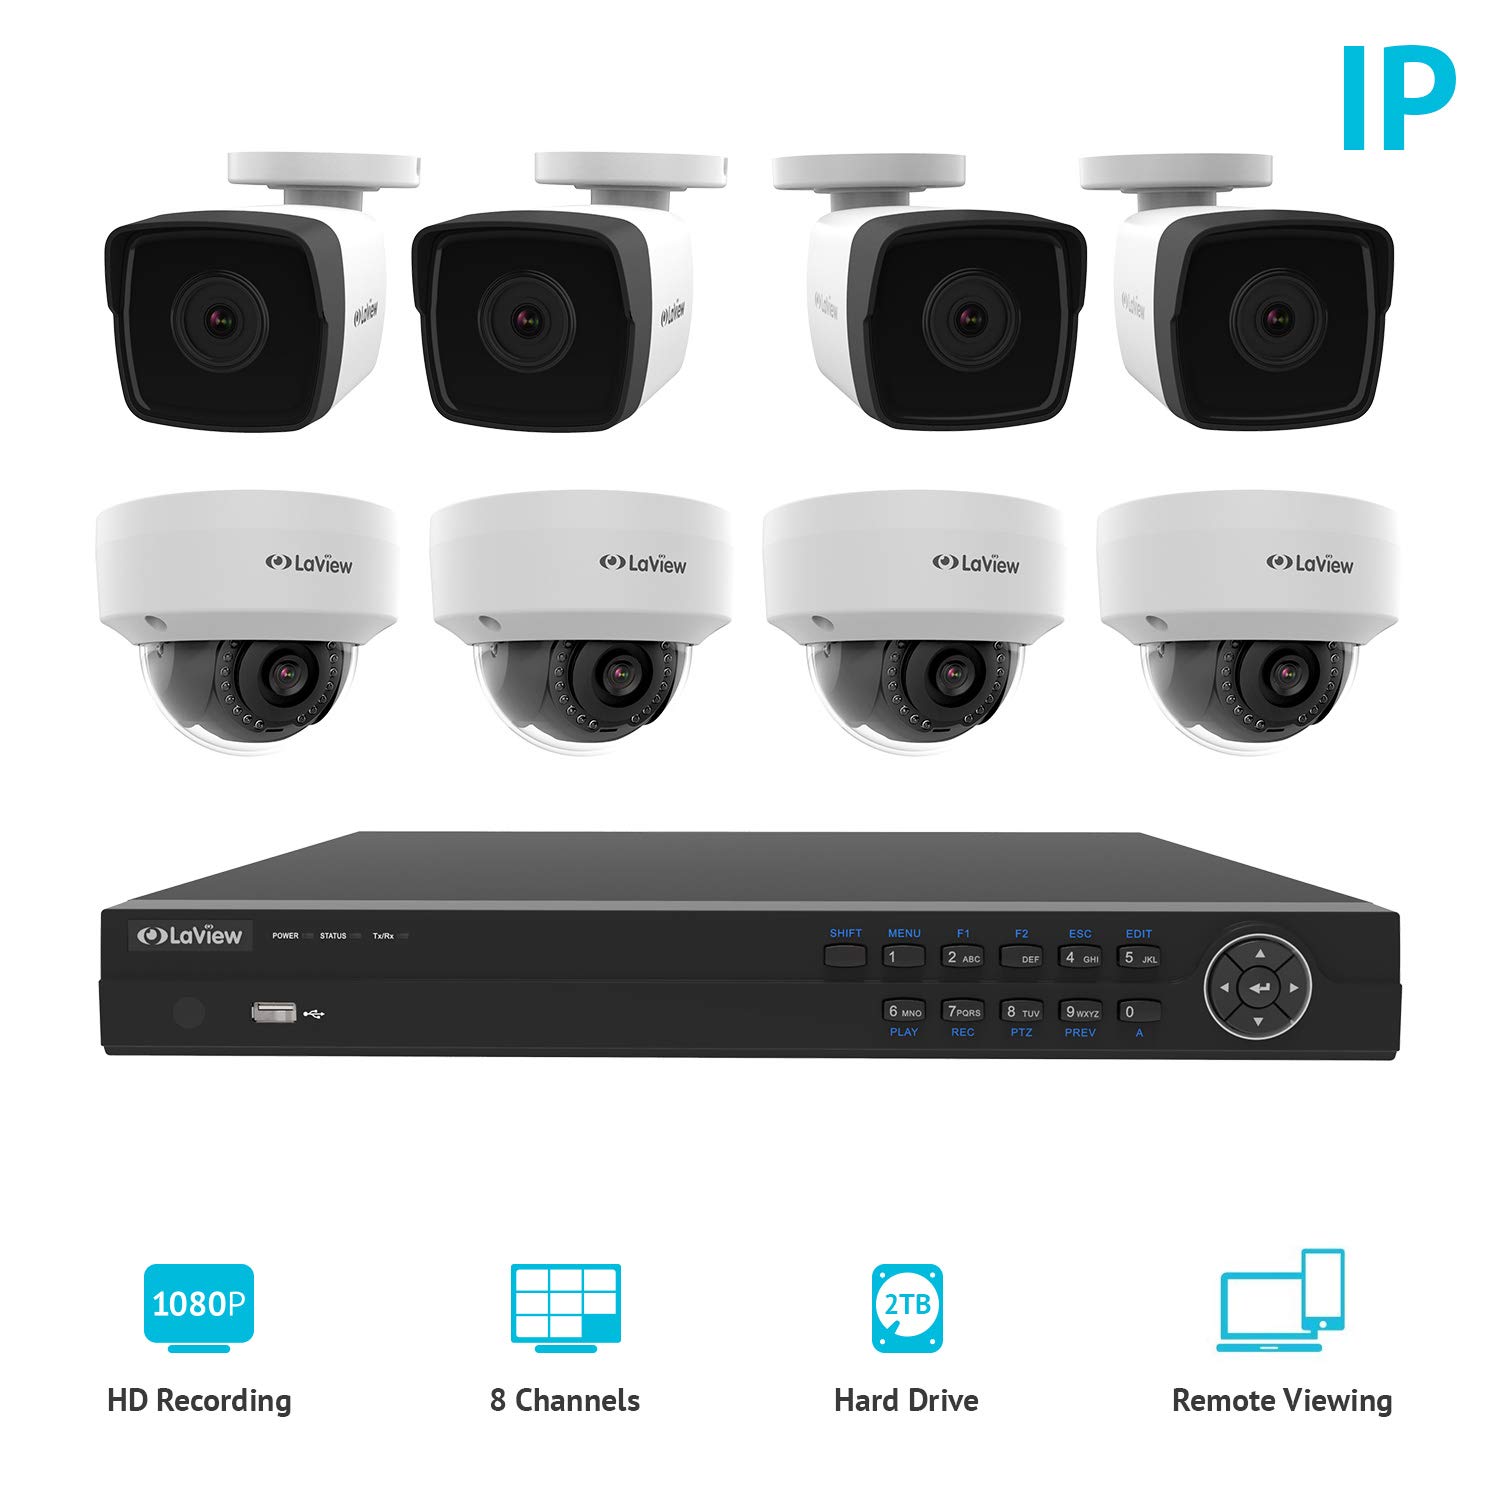 IP
LaView
LaView
LaView
LaView
LaView
LaView
LaView
LaView
LaView
POWER STATUS Tx/Rx
SHIFT MENU F1 F2 ESC EDIT
1 2 ABC DEF 4 GHI 5 JKL
6 MNO 7PQRS 8 TUV 9WXYZ 0
PLAY REC PTZ PREV A
1080P
2TB
HD Recording
8 Channels
Hard Drive
Remote Viewing